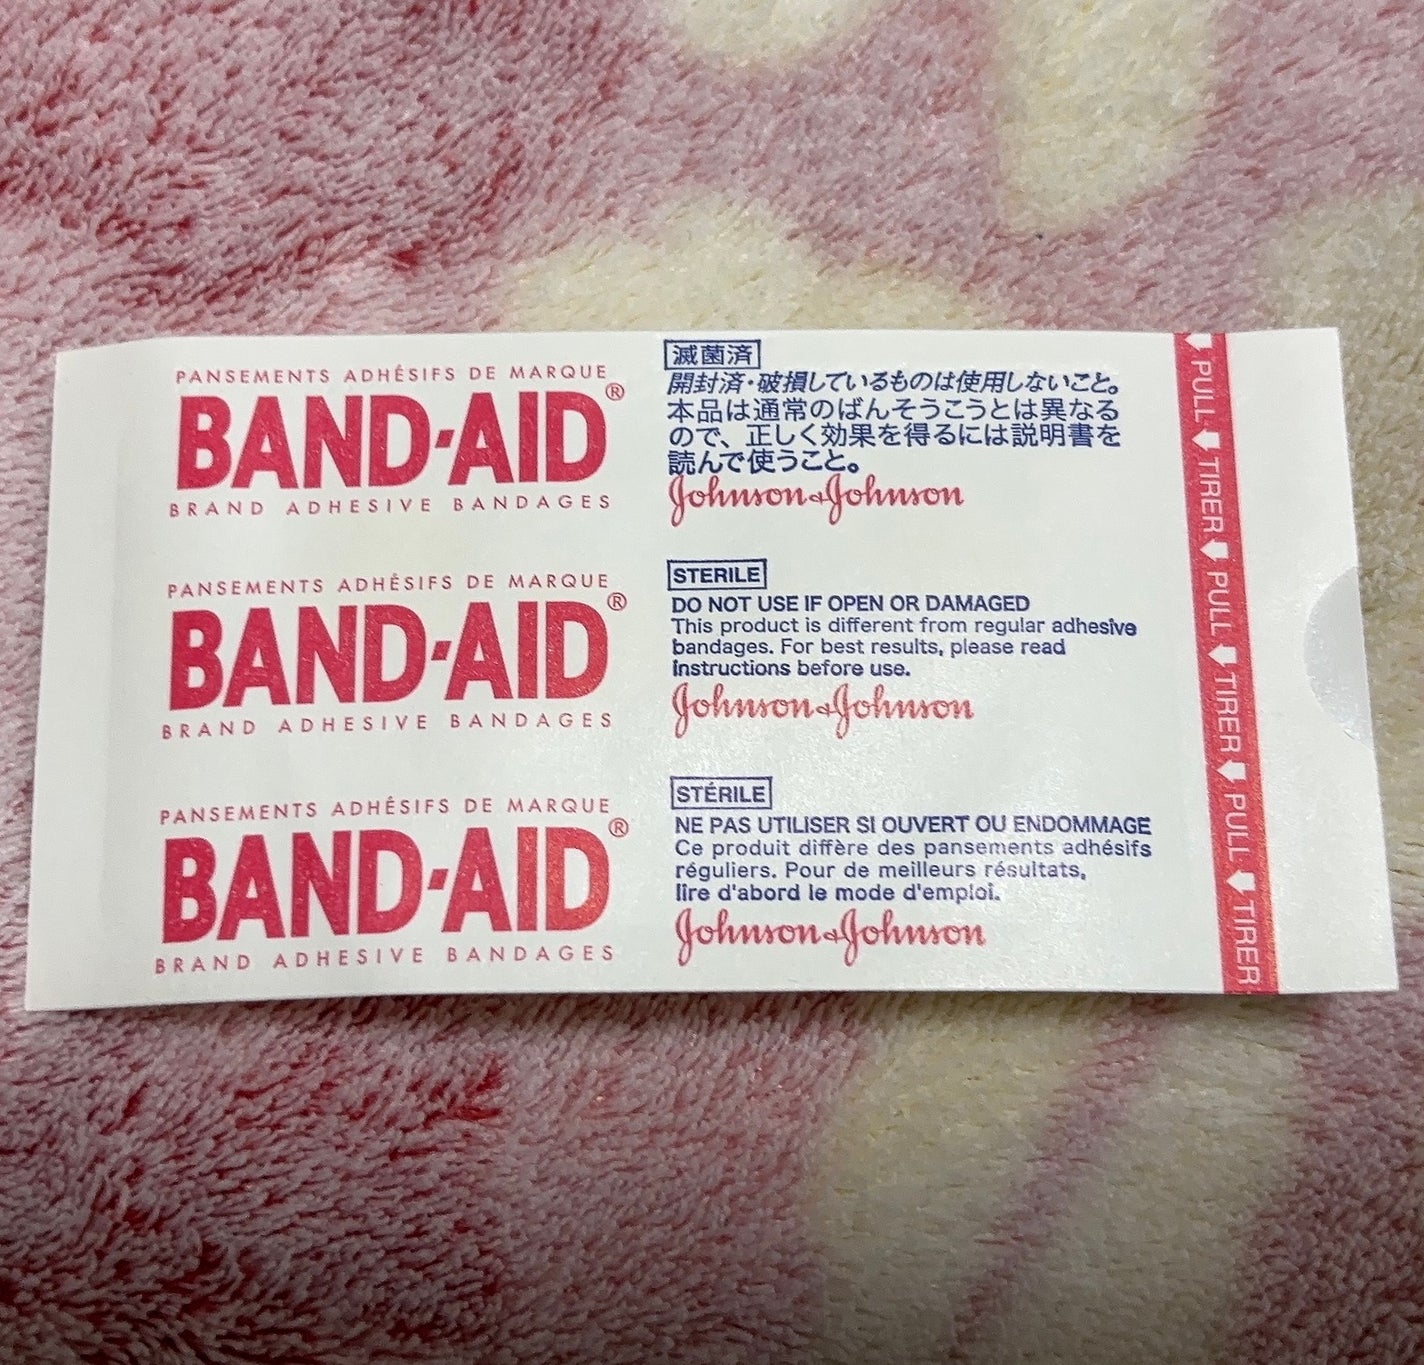 PANSEMENTS ADHÉSIFS DE MARQUE
BAND-AID®
BRAND ADHESIVE BANDAGES
滅菌済
開封済・破損しているものは使用しないこと。
本品は通常のばんそうこうとは異なる
ので、正しく効果を得るには説明書を
読んで使うこと。
Johnson&Johnson
PANSEMENTS ADHÉSIFS DE MARQUE
BAND-AID®
BRAND ADHESIVE BANDAGES
STERILE
DO NOT USE IF OPEN OR DAMAGED
This product is different from regular adhesive
bandages. For best results, please read
instructions before use.
Johnson&Johnson
PANSEMENTS ADHÉSIFS DE MARQUE
BAND-AID®
BRAND ADHESIVE BANDAGES
STÉRILE
NE PAS UTILISER SI OUVERT OU ENDOMMAGE
Ce produit diffère des pansements adhésifs
réguliers. Pour de meilleurs résultats,
lire d'abord le mode d'emploi.
Johnson&Johnson
PULL TIRER PULL TIRER PULL TIRER